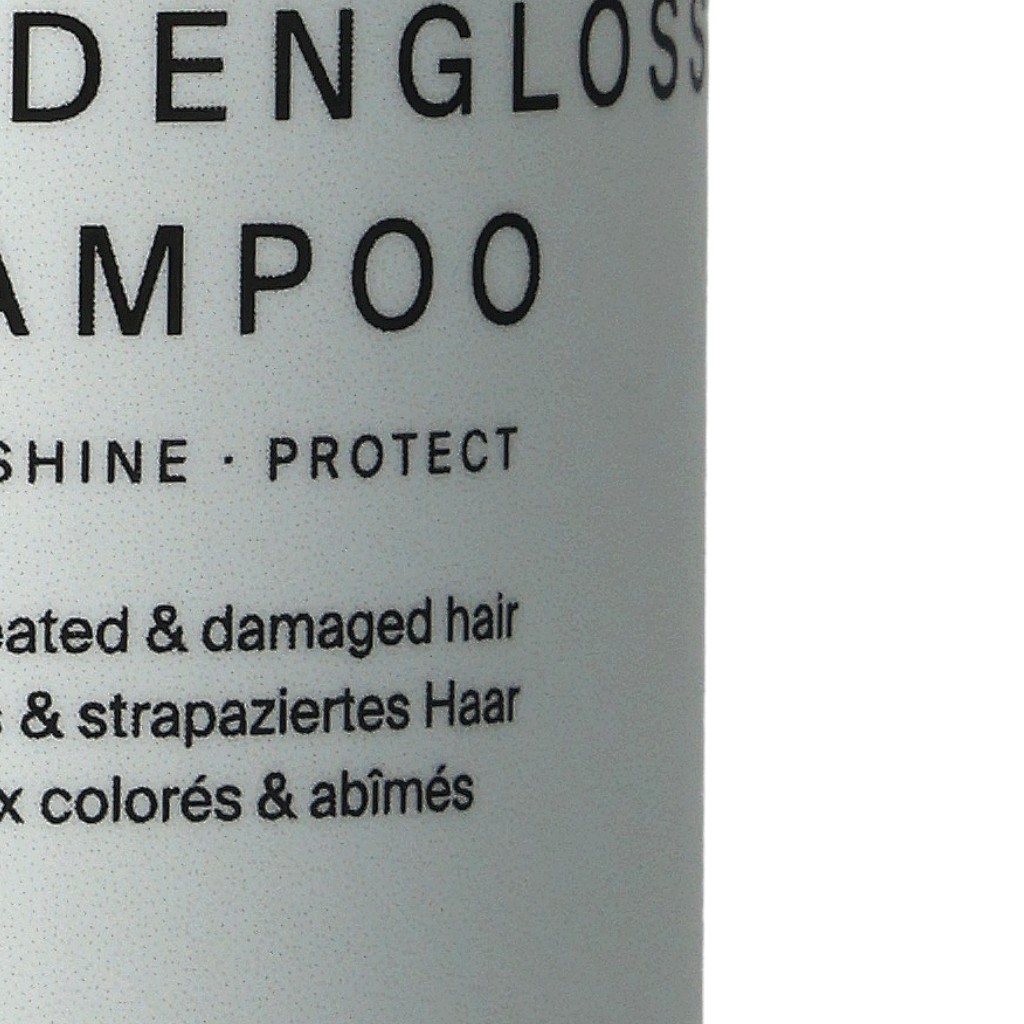 DENGLOSS
AMPOO
SHINE · PROTECT
eated & damaged hair
s & strapaziertes Haar
x colorés & abîmés